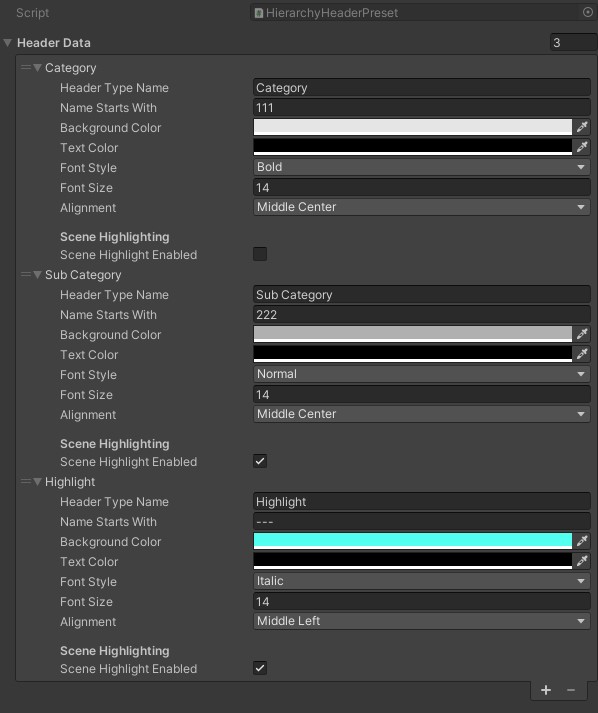 Script HierarchyHeaderPreset
Header Data 3
Category
Header Type Name Category
Name Starts With 111
Background Color
Text Color
Font Style Bold
Font Size 14
Alignment Middle Center
Scene Highlighting
Scene Highlight Enabled
Sub Category
Header Type Name Sub Category
Name Starts With 222
Background Color
Text Color
Font Style Normal
Font Size 14
Alignment Middle Center
Scene Highlighting
Scene Highlight Enabled
Highlight
Header Type Name Highlight
Name Starts With ---
Background Color
Text Color
Font Style Italic
Font Size 14
Alignment Middle Left
Scene Highlighting
Scene Highlight Enabled